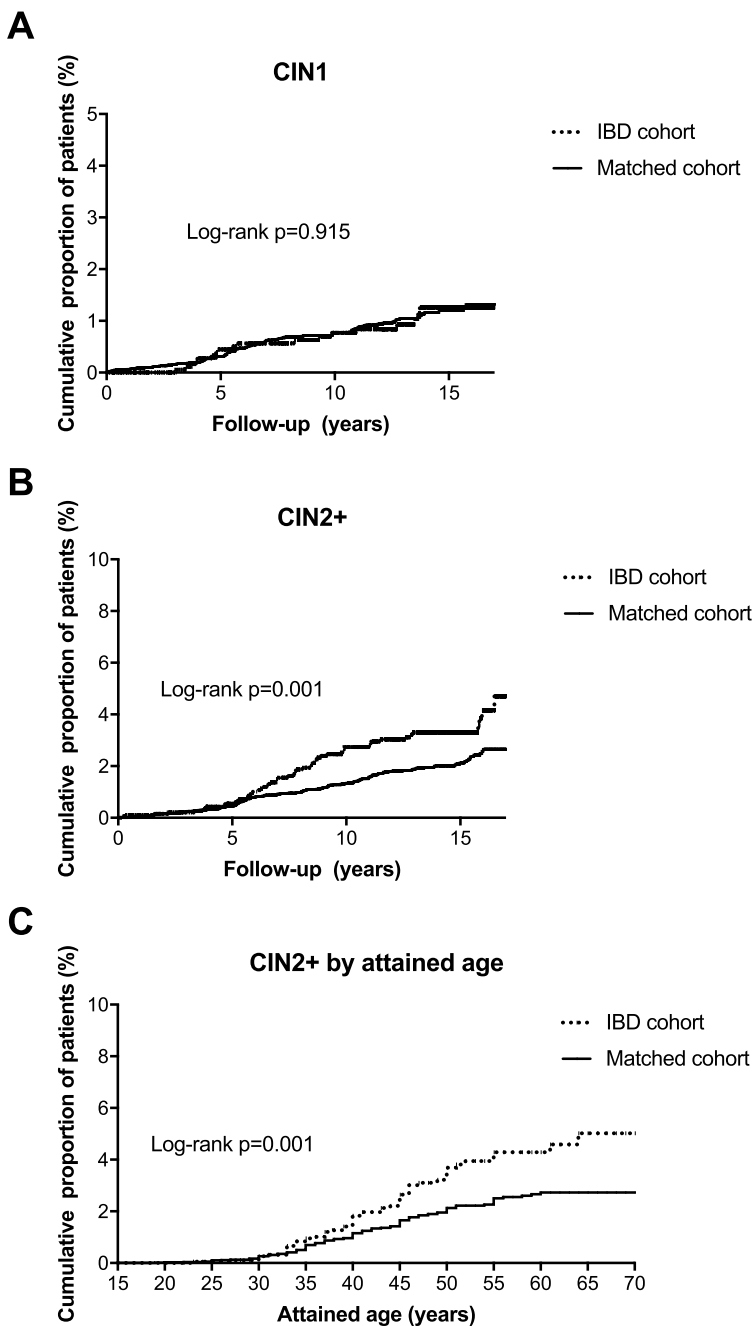 A
CIN1
Cumulative proportion of patients (%)
5
4
3
2
1
0
IBD cohort
Matched cohort
Log-rank p=0.915
0 5 10 15
Follow-up (years)
B
CIN2+
Cumulative proportion of patients (%)
10
8
6
4
2
0
IBD cohort
Matched cohort
Log-rank p=0.001
0 5 10 15
Follow-up (years)
C
CIN2+ by attained age
Cumulative proportion of patients (%)
10
8
6
4
2
0
IBD cohort
Matched cohort
Log-rank p=0.001
15 20 25 30 35 40 45 50 55 60 65 70
Attained age (years)